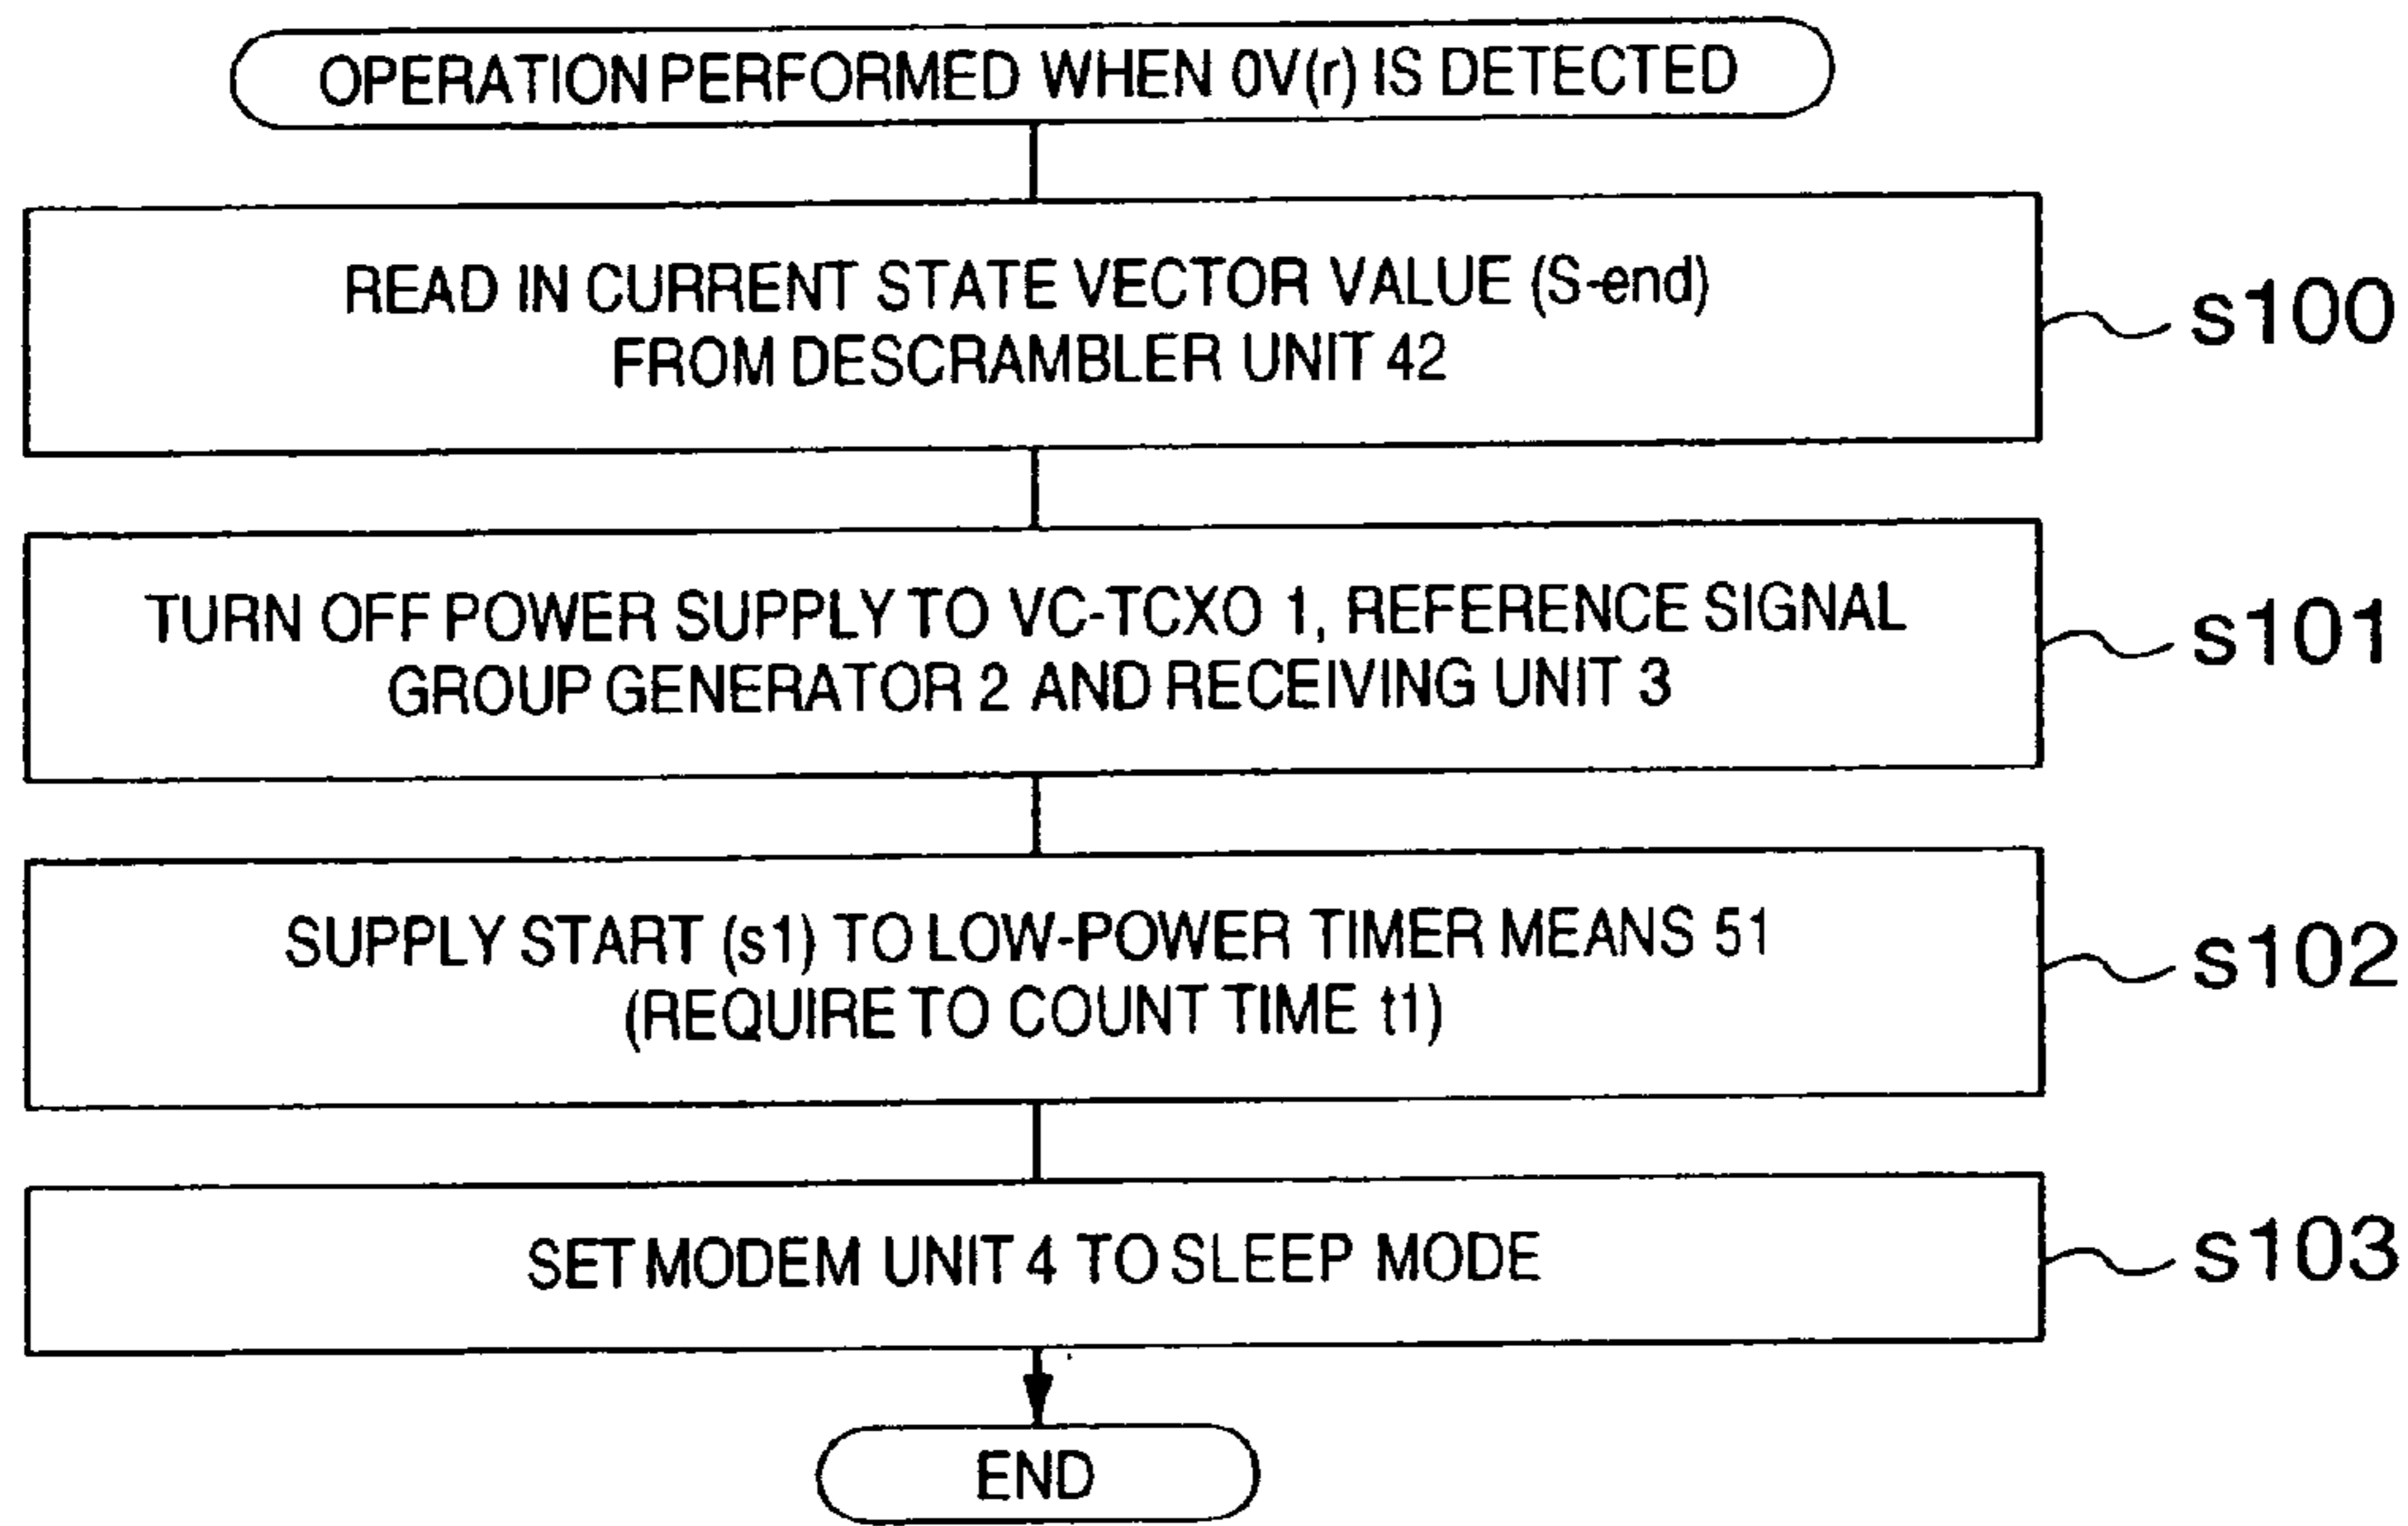 OPERATION PERFORMED WHEN 0V(r) IS DETECTED
READ IN CURRENT STATE VECTOR VALUE (S-end)
FROM DESCRAMBLER UNIT 42
s100
TURN OFF POWER SUPPLY TO VC-TCXO 1, REFERENCE SIGNAL
GROUP GENERATOR 2 AND RECEIVING UNIT 3
s101
SUPPLY START (s1) TO LOW-POWER TIMER MEANS 51
(REQUIRE TO COUNT TIME t1)
s102
SET MODEM UNIT 4 TO SLEEP MODE
s103
END